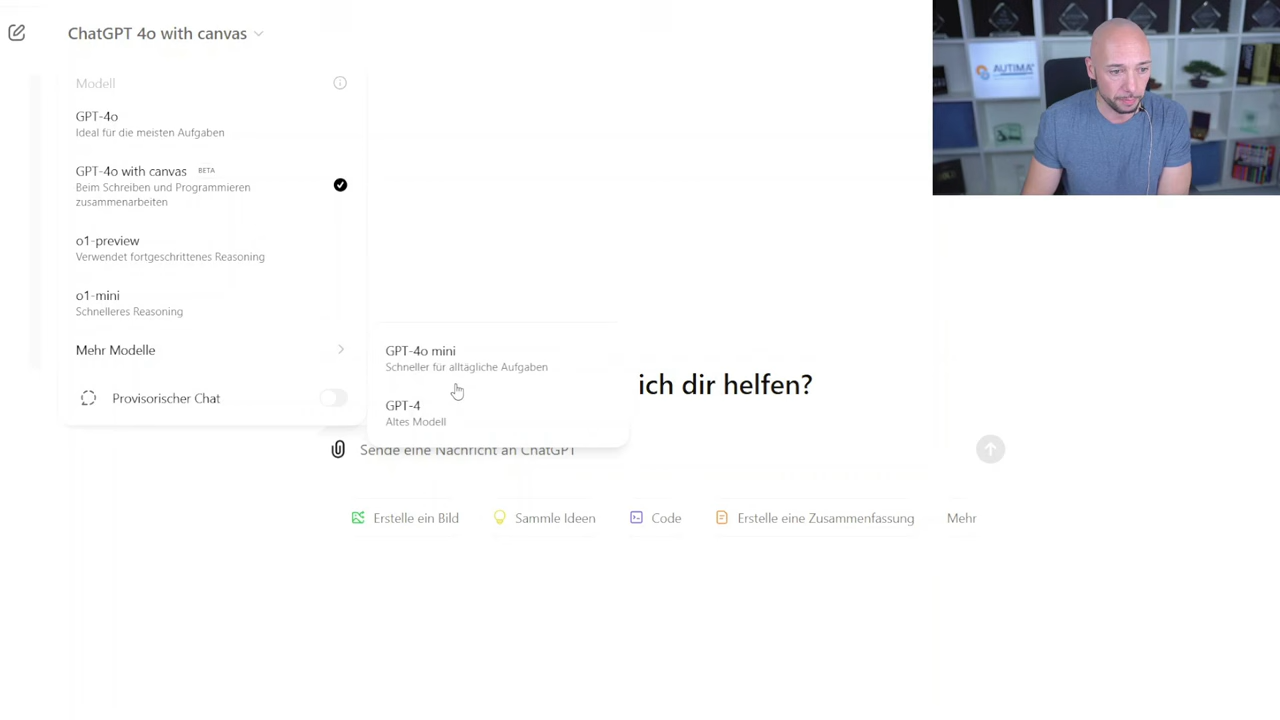 ChatGPT 4o with canvas
Modell
GPT-4o
Ideal für die meisten Aufgaben
GPT-4o with canvas BETA
Beim Schreiben und Programmieren
zusammenarbeiten
o1-preview
Verwendet fortgeschrittenes Reasoning
o1-mini
Schnelleres Reasoning
Mehr Modelle
Provisorischer Chat
GPT-4o mini
Schneller für alltägliche Aufgaben
GPT-4
Altes Modell
ich dir helfen?
Sende eine Nachricht an ChatGPT
Erstelle ein Bild
Sammle Ideen
Code
Erstelle eine Zusammenfassung
Mehr
AUTIMA